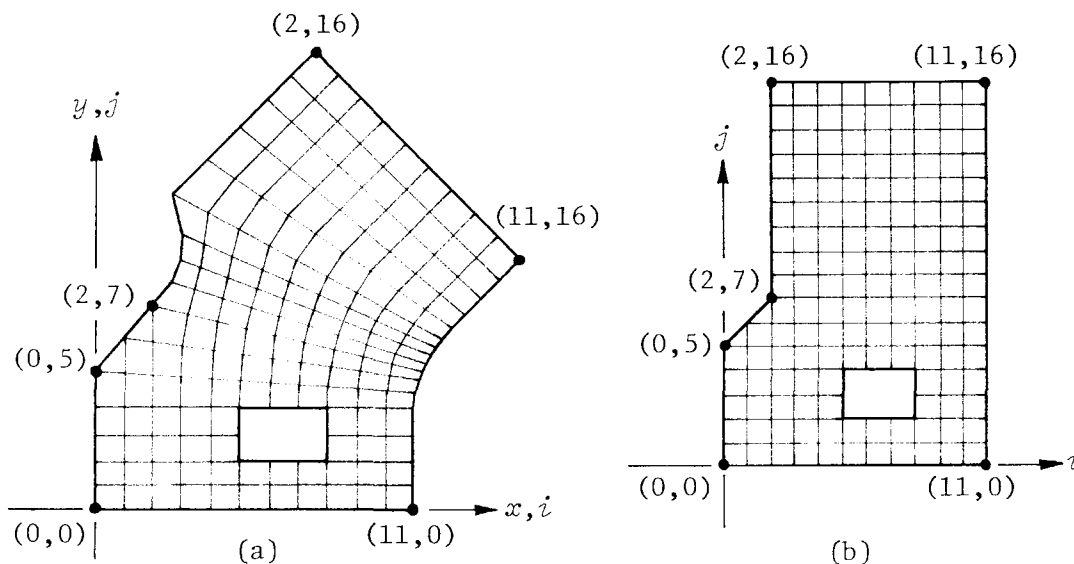 (2,16)
y,j
(11,16)
(2,7)
(0,5)
(0,0)
(11,0)
x,i
(a)
(2,16)
(11,16)
j
(2,7)
(0,5)
(0,0)
(11,0)
i
(b)